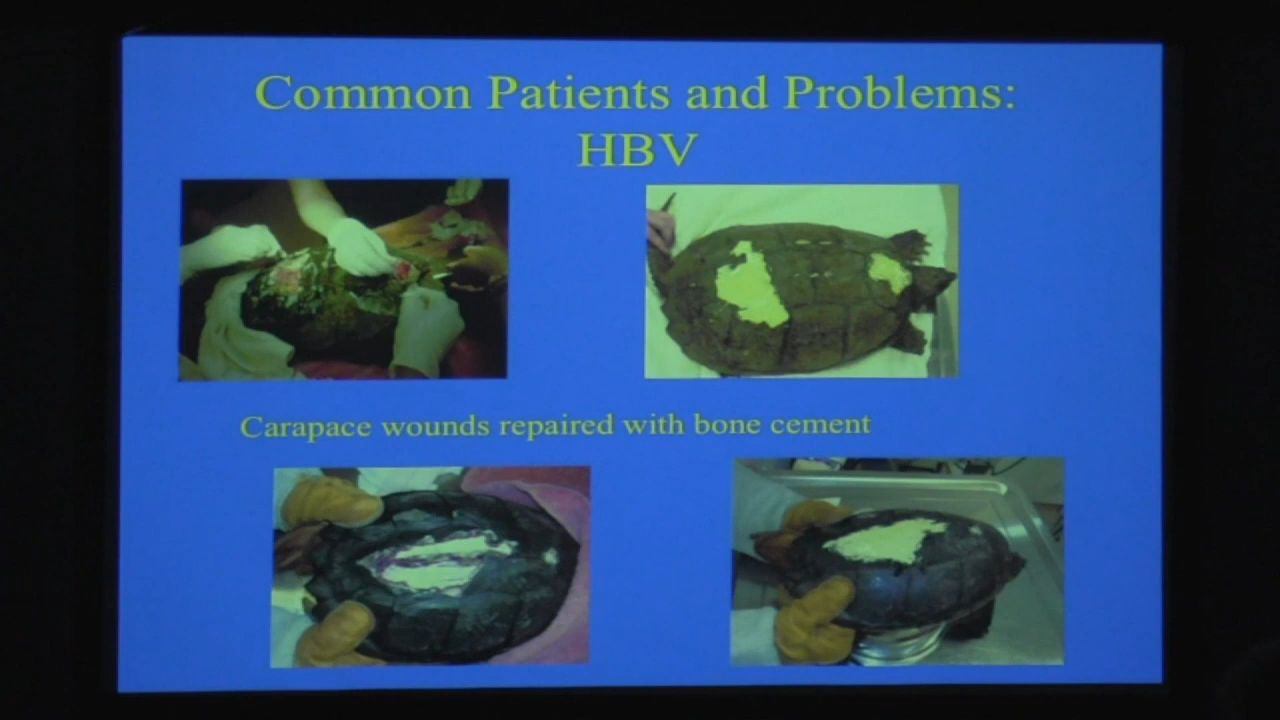 Common Patients and Problems:
HBV
Carapace wounds repaired with bone cement